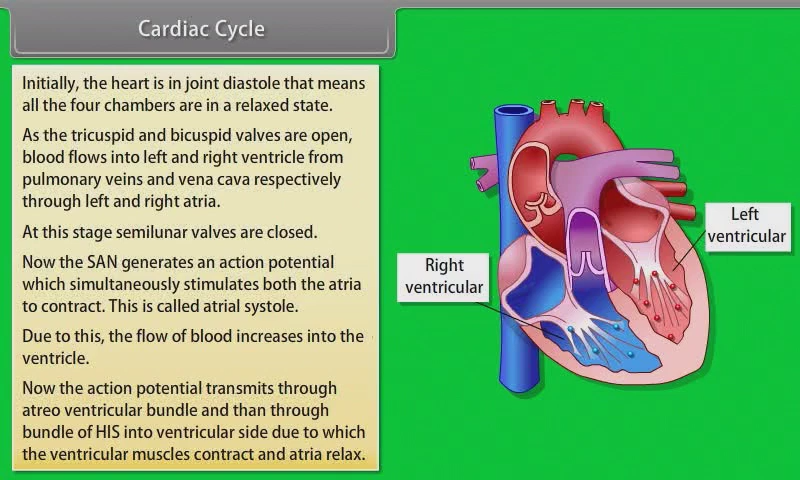 Cardiac Cycle
Initially, the heart is in joint diastole that means
all the four chambers are in a relaxed state.
As the tricuspid and bicuspid valves are open,
blood flows into left and right ventricle from
pulmonary veins and vena cava respectively
through left and right atria.
At this stage semilunar valves are closed.
Now the SAN generates an action potential
which simultaneously stimulates both the atria
to contract. This is called atrial systole.
Due to this, the flow of blood increases into the
ventricle.
Now the action potential transmits through
atreo ventricular bundle and than through
bundle of HIS into ventricular side due to which
the ventricular muscles contract and atria relax.
Right
ventricular
Left
ventricular